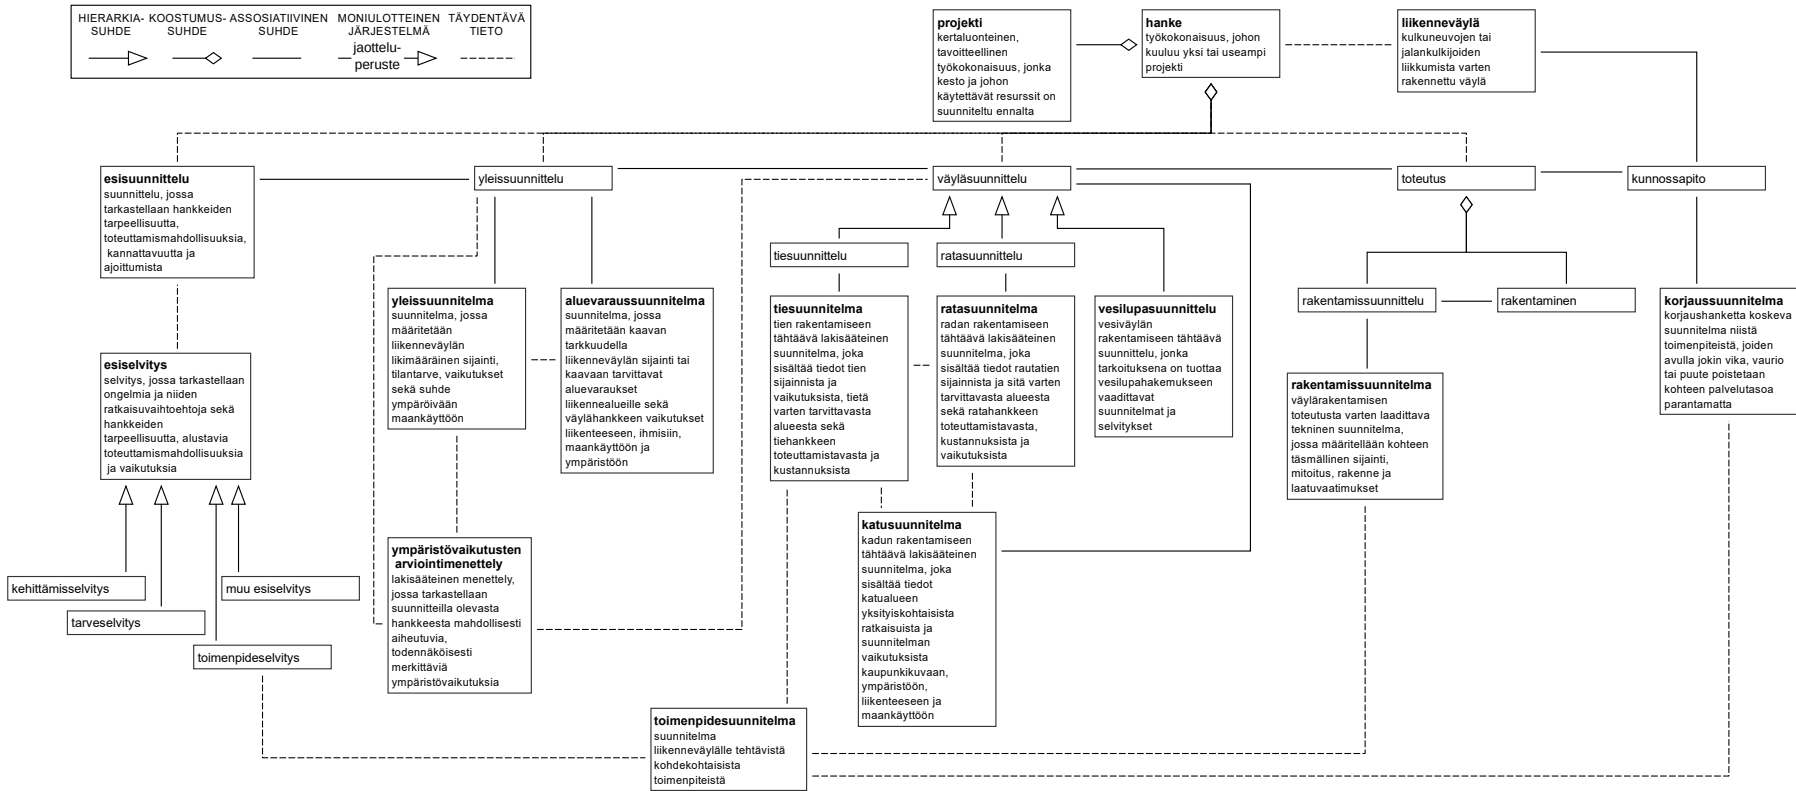 HIERARKIA-
SUHDE
KOOSTUMUS-
SUHDE
ASSOSIATIIVINEN
SUHDE
MONIULOTTEINEN
JÄRJESTELMÄ
TÄYDENTÄVÄ
TIETO
jaottelu-
peruste
projekti
kertaluonteinen,
tavoitteellinen
työkokonaisuus, jonka
kesto ja johon
käytettävät resurssit on
suunniteltu ennalta
hanke
työkokonaisuus, johon
kuuluu yksi tai useampi
projekti
liikenneväylä
kulkuneuvojen tai
jalankulkijoiden
liikkumista varten
rakennettu väylä
esisuunnittelu
suunnittelu, jossa
tarkastellaan hankkeiden
tarpeellisuutta,
toteuttamismahdollisuuksia,
kannattavuutta ja
ajoittumista
yleissuunnittelu
väyläsuunnittelu
toteutus
kunnossapito
tiesuunnittelu
ratasuunnittelu
yleissuunnitelma
suunnitelma, jossa
määritetään
liikenneväylän
likimääräinen sijainti,
tilantarve, vaikutukset
sekä suhde
ympäröivään
maankäyttöön
aluevaraussuunnitelma
suunnitelma, jossa
määritetään kaavan
tarkkuudella
liikenneväylän sijainti tai
kaavaan tarvittavat
aluevaraukset
liikennealueille sekä
väylähankkeen vaikutukset
liikenteeseen, ihmisiin,
maankäyttöön ja
ympäristöön
tiesuunnitelma
tien rakentamiseen
tähtäävä lakisääteinen
suunnitelma, joka
sisältää tiedot tien
sijainnista ja
vaikutuksista, tietä
varten tarvittavasta
alueesta sekä
tiehankkeen
toteuttamistavasta ja
kustannuksista
ratasuunnitelma
radan rakentamiseen
tähtäävä lakisääteinen
suunnitelma, joka
sisältää tiedot rautatien
sijainnista ja sitä varten
tarvittavasta alueesta
sekä ratahankkeen
toteuttamistavasta,
kustannuksista ja
vaikutuksista
vesilupasuunnittelu
vesiväylän
rakentamiseen tähtäävä
suunnittelu, jonka
tarkoituksena on tuottaa
vesilupahakemukseen
vaadittavat
suunnitelmat ja
selvitykset
rakentamissuunnittelu
rakentaminen
korjaussuunnitelma
korjaushanketta koskeva
suunnitelma niistä
toimenpiteistä, joiden
avulla jokin vika, vaurio
tai puute poistetaan
kohteen palvelutasoa
parantamatta
esiselvitys
selvitys, jossa tarkastellaan
ongelmia ja niiden
ratkaisuvaihtoehtoja sekä
hankkeiden
tarpeellisuutta, alustavia
toteuttamismahdollisuuksia
ja vaikutuksia
rakentamissuunnitelma
väylärakentamisen
toteutusta varten laadittava
tekninen suunnitelma,
jossa määritellään kohteen
täsmällinen sijainti,
mitoitus, rakenne ja
laatuvaatimukset
katusuunnitelma
kadun rakentamiseen
tähtäävä lakisääteinen
suunnitelma, joka
sisältää tiedot
katualueen
yksityiskohtaisista
ratkaisuista ja
suunnitelman
vaikutuksista
kaupunkikuvaan,
ympäristöön,
liikenteeseen ja
maankäyttöön
ympäristövaikutusten
arviointimenettely
lakisääteinen menettely,
jossa tarkastellaan
suunnitteilla olevasta
hankkeesta mahdollisesti
aiheutuvia,
todennäköisesti
merkittäviä
ympäristövaikutuksia
kehittämisselvitys
muu esiselvitys
tarveselvitys
toimenpideselvitys
toimenpidesuunnitelma
suunnitelma
liikenneväylälle tehtävistä
kohdekohtaisista
toimenpiteistä